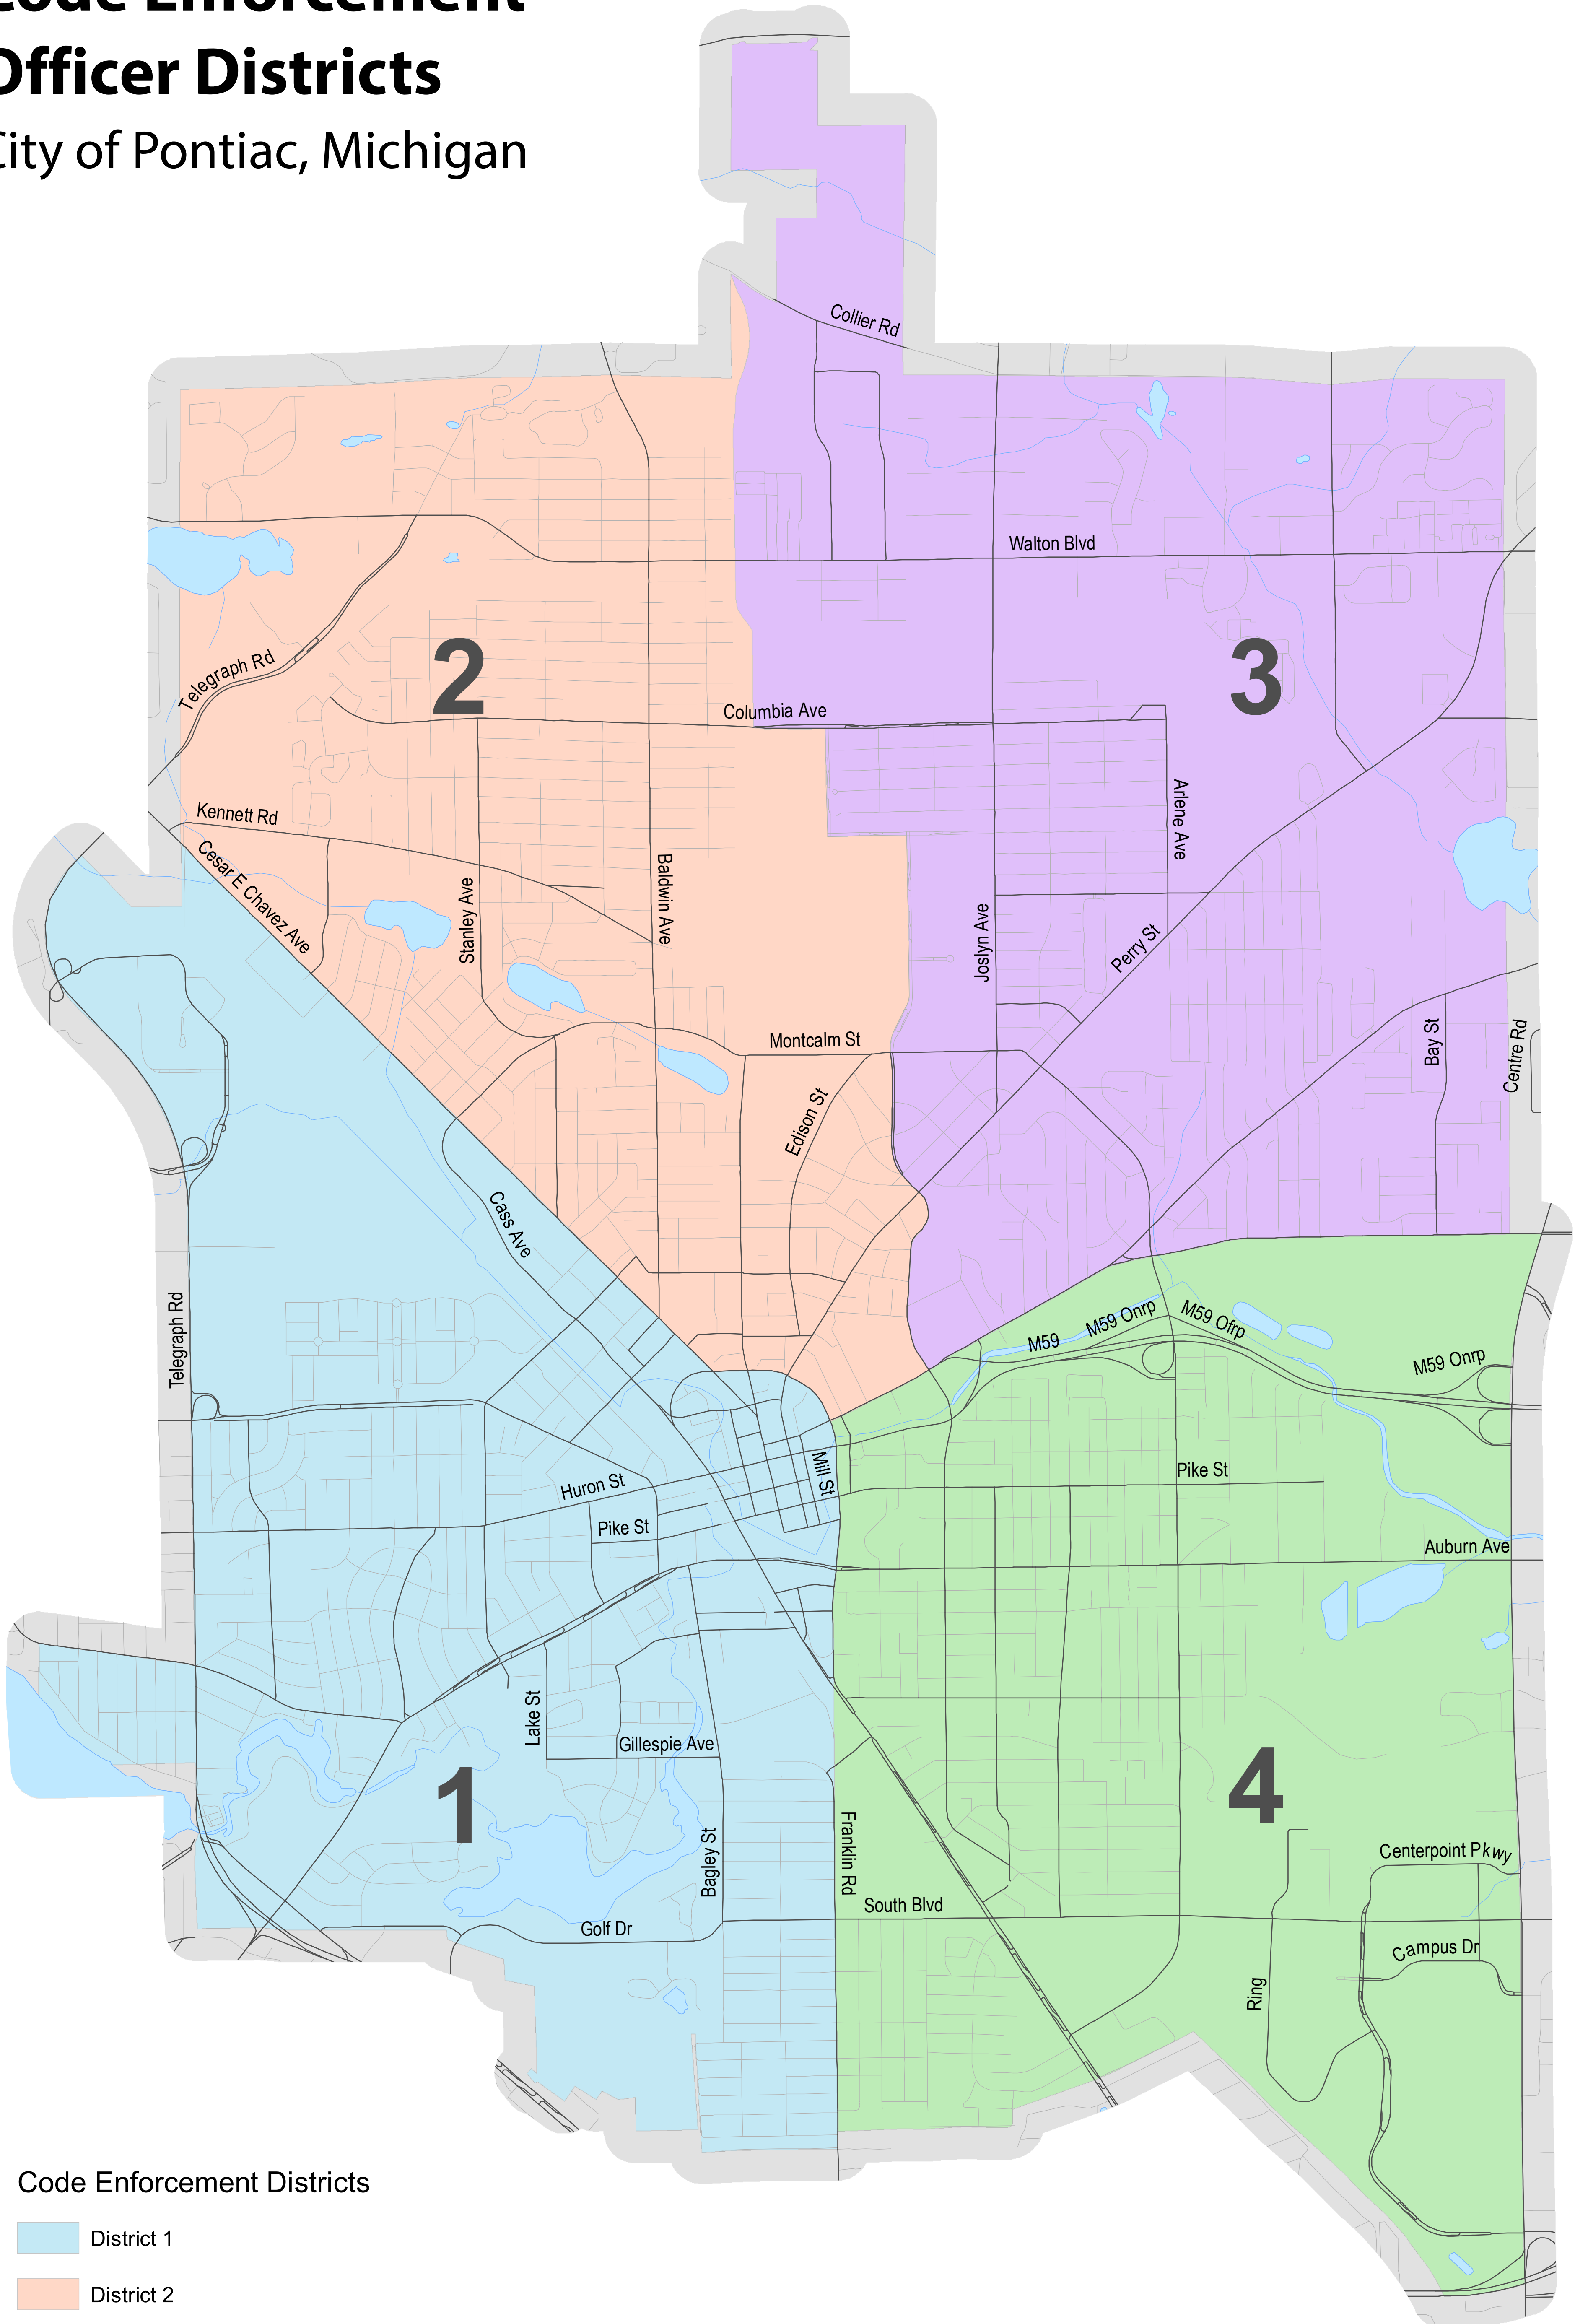 Code Enforcement
Officer Districts
City of Pontiac, Michigan
Collier Rd
Walton Blvd
2
3
Telegraph Rd
Columbia Ave
Kennett Rd
Cesar E Chavez Ave
Stanley Ave
Baldwin Ave
Arlene Ave
Joslyn Ave
Perry St
Montcalm St
Edison St
Bay St
Centre Rd
Cass Ave
Telegraph Rd
M59
M59 Onrp
M59 Ofrp
M59 Onrp
Huron St
Mill St
Pike St
Pike St
Auburn Ave
Lake St
Gillespie Ave
1
4
Bagley St
Franklin Rd
Centerpoint Pkwy
South Blvd
Golf Dr
Campus Dr
Ring
Code Enforcement Districts
District 1
District 2